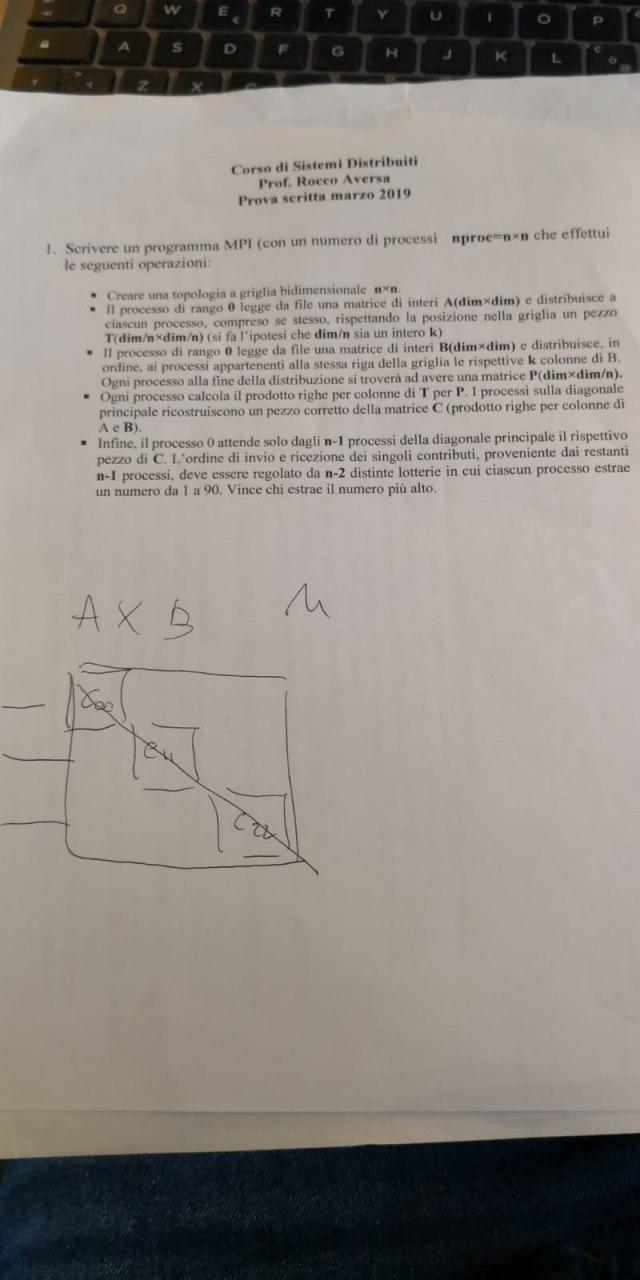 Q W E € R T Y U I O P
A S D F G H J K L
Z X
Corso di Sistemi Distribuiti
Prof. Rocco Aversa
Prova scritta marzo 2019
1. Scrivere un programma MPI (con un numero di processi nproc=n×n che effettui
le seguenti operazioni:
▪ Creare una topologia a griglia bidimensionale n×n.
▪ Il processo di rango 0 legge da file una matrice di interi A(dim×dim) e distribuisce a
ciascun processo, compreso se stesso, rispettando la posizione nella griglia un pezzo
T(dim/n×dim/n) (si fa l'ipotesi che dim/n sia un intero k)
▪ Il processo di rango 0 legge da file una matrice di interi B(dim×dim) e distribuisce, in
ordine, ai processi appartenenti alla stessa riga della griglia le rispettive k colonne di B.
Ogni processo alla fine della distribuzione si troverà ad avere una matrice P(dim×dim/n).
▪ Ogni processo calcola il prodotto righe per colonne di T per P. I processi sulla diagonale
principale ricostruiscono un pezzo corretto della matrice C (prodotto righe per colonne di
A e B).
▪ Infine, il processo 0 attende solo dagli n-1 processi della diagonale principale il rispettivo
pezzo di C. L'ordine di invio e ricezione dei singoli contributi, proveniente dai restanti
n-1 processi, deve essere regolato da n-2 distinte lotterie in cui ciascun processo estrae
un numero da 1 a 90. Vince chi estrae il numero più alto.
A X B
C11
C22